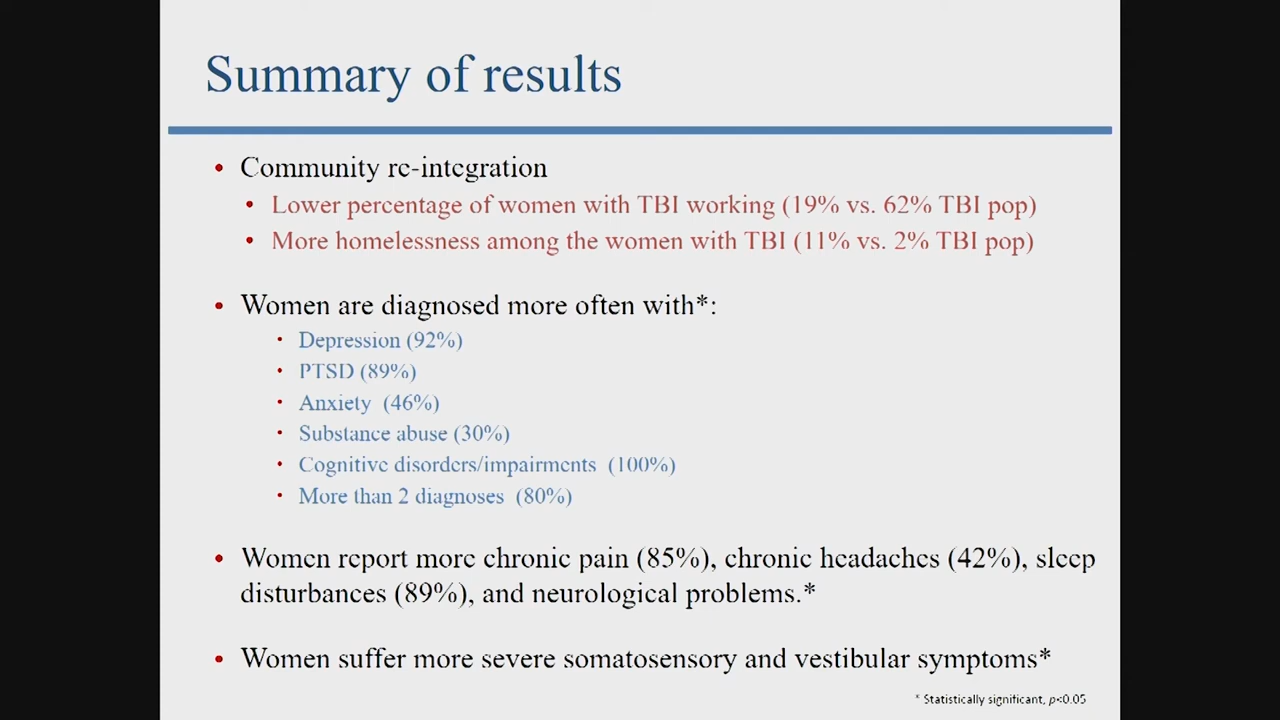 Summary of results
• Community re-integration
• Lower percentage of women with TBI working (19% vs. 62% TBI pop)
• More homelessness among the women with TBI (11% vs. 2% TBI pop)
• Women are diagnosed more often with*:
• Depression (92%)
• PTSD (89%)
• Anxiety (46%)
• Substance abuse (30%)
• Cognitive disorders/impairments (100%)
• More than 2 diagnoses (80%)
• Women report more chronic pain (85%), chronic headaches (42%), sleep
disturbances (89%), and neurological problems.*
• Women suffer more severe somatosensory and vestibular symptoms*
* Statistically significant, p<0.05